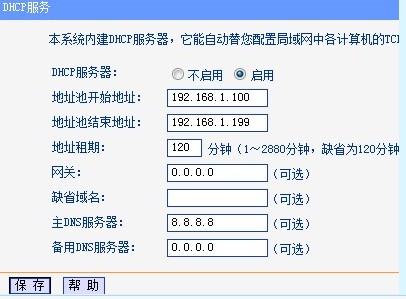 DHCP服务
本系统内建DHCP服务器，它能自动替您配置局域网中各计算机的TC
DHCP服务器： 不启用 启用
地址池开始地址： 192.168.1.100
地址池结束地址： 192.168.1.199
地址租期： 120 分钟（1～2880分钟，缺省为120分钟
网关： 0.0.0.0 （可选）
缺省域名： （可选）
主DNS服务器： 8.8.8.8 （可选）
备用DNS服务器： 0.0.0.0 （可选）
保 存 帮 助